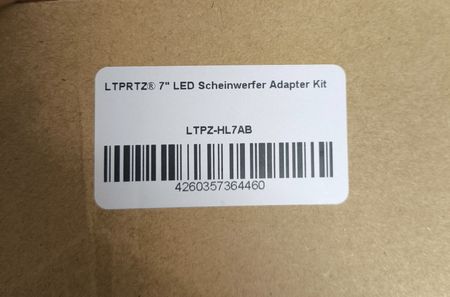 LTPRTZ® 7" LED Scheinwerfer Adapter Kit
LTPZ-HL7AB
4260357364460